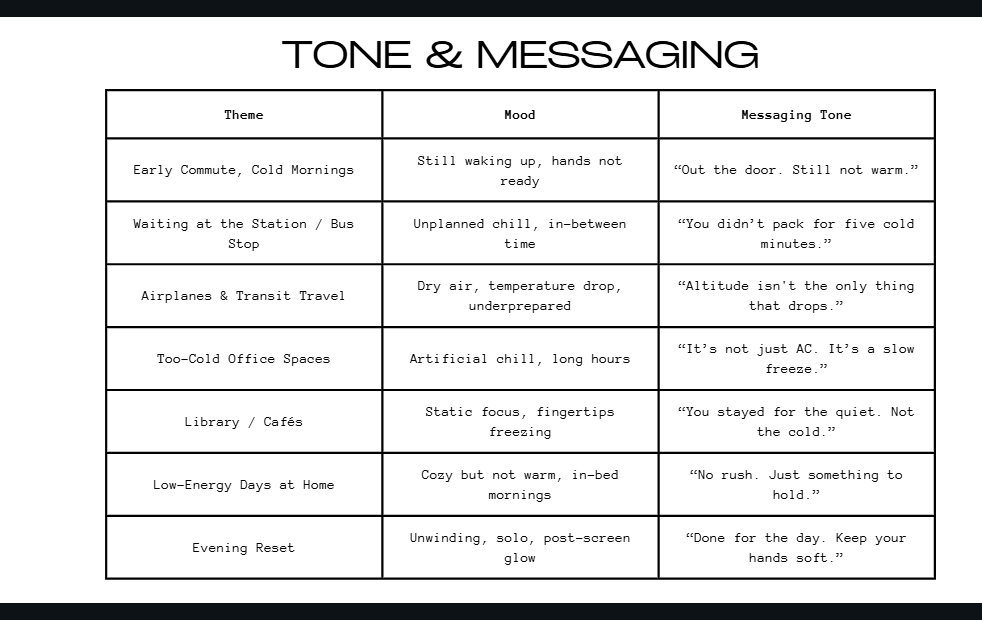 TONE & MESSAGING
Theme
Mood
Messaging Tone
Early Commute, Cold Mornings
Still waking up, hands not
ready
“Out the door. Still not warm.”
Waiting at the Station / Bus
Stop
Unplanned chill, in-between
time
“You didn’t pack for five cold
minutes.”
Airplanes & Transit Travel
Dry air, temperature drop,
underprepared
“Altitude isn't the only thing
that drops.”
Too-Cold Office Spaces
Artificial chill, long hours
“It’s not just AC. It’s a slow
freeze.”
Library / Cafés
Static focus, fingertips
freezing
“You stayed for the quiet. Not
the cold.”
Low-Energy Days at Home
Cozy but not warm, in-bed
mornings
“No rush. Just something to
hold.”
Evening Reset
Unwinding, solo, post-screen
glow
“Done for the day. Keep your
hands soft.”